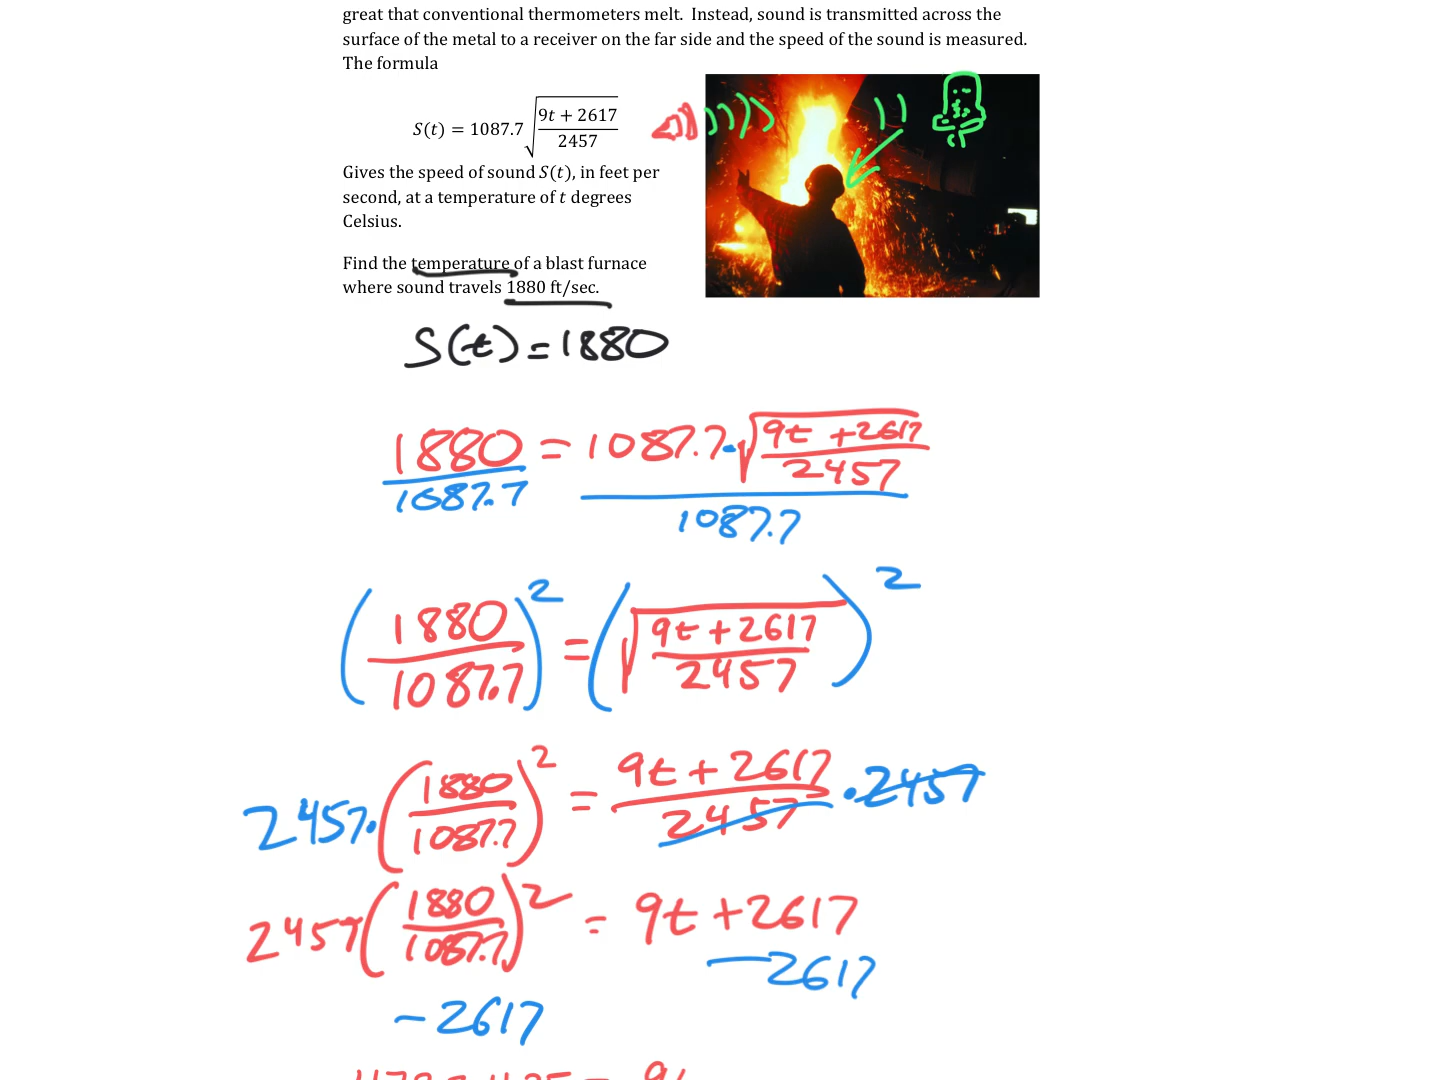 great that conventional thermometers melt. Instead, sound is transmitted across the
surface of the metal to a receiver on the far side and the speed of the sound is measured.
The formula
S(t) = 1087.7 √((9t + 2617)/2457)
Gives the speed of sound S(t), in feet per
second, at a temperature of t degrees
Celsius.
Find the temperature of a blast furnace
where sound travels 1880 ft/sec.
S(t) = 1880
1880/1087.7 = 1087.7 · √((9t + 2617)/2457) / 1087.7
(1880/1087.7)² = (√((9t + 2617)/2457))²
2457 · (1880/1087.7)² = (9t + 2617)/2457 · 2457
2457 (1880/1087.7)² = 9t + 2617
- 2617 - 2617